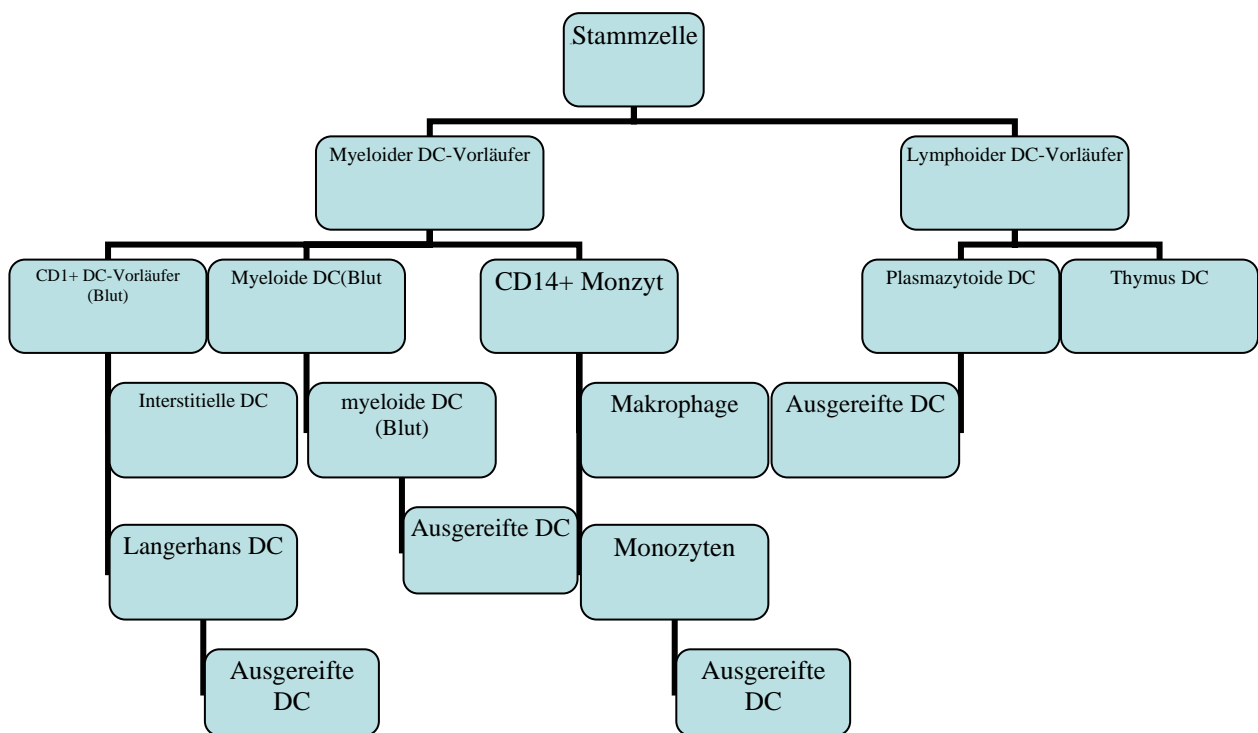 Stammzelle
Myeloider DC-Vorläufer
Lymphoider DC-Vorläufer
CD1+ DC-Vorläufer
(Blut)
Myeloide DC(Blut
CD14+ Monzyt
Plasmazytoide DC
Thymus DC
Interstitielle DC
myeloide DC
(Blut)
Makrophage
Ausgereifte DC
Langerhans DC
Ausgereifte DC
Monozyten
Ausgereifte
DC
Ausgereifte
DC